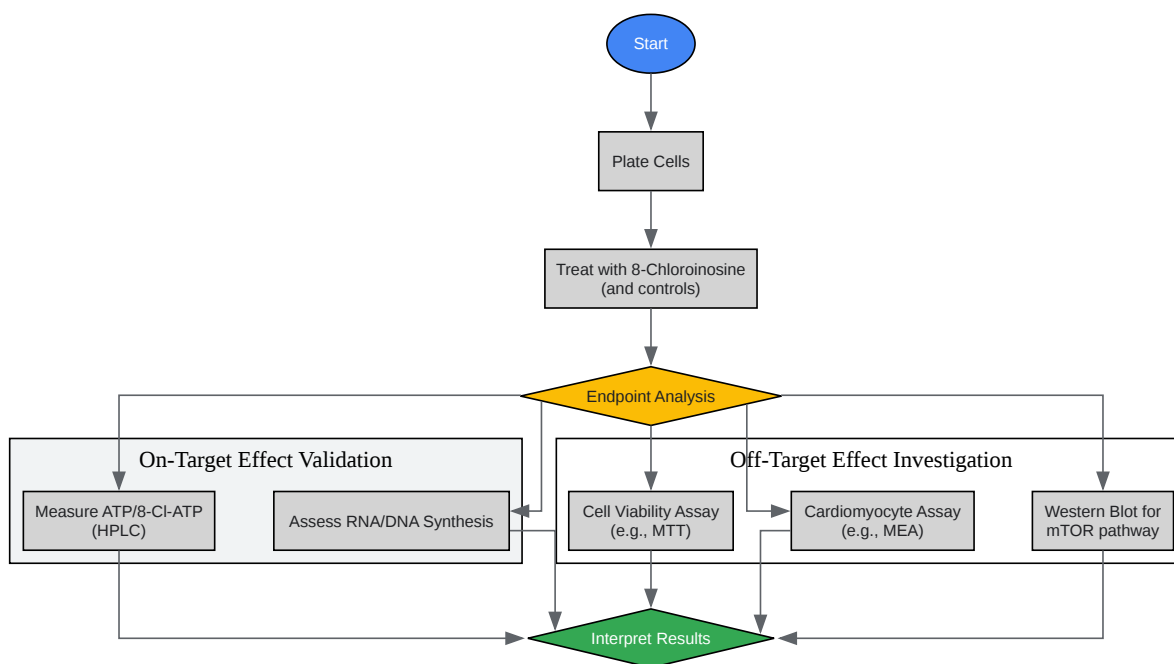 Start
Plate Cells
Treat with 8-Chloroinosine
(and controls)
Endpoint Analysis
On-Target Effect Validation
Off-Target Effect Investigation
Measure ATP/8-Cl-ATP
(HPLC)
Assess RNA/DNA Synthesis
Cell Viability Assay
(e.g., MTT)
Cardiomyocyte Assay
(e.g., MEA)
Western Blot for
mTOR pathway
Interpret Results